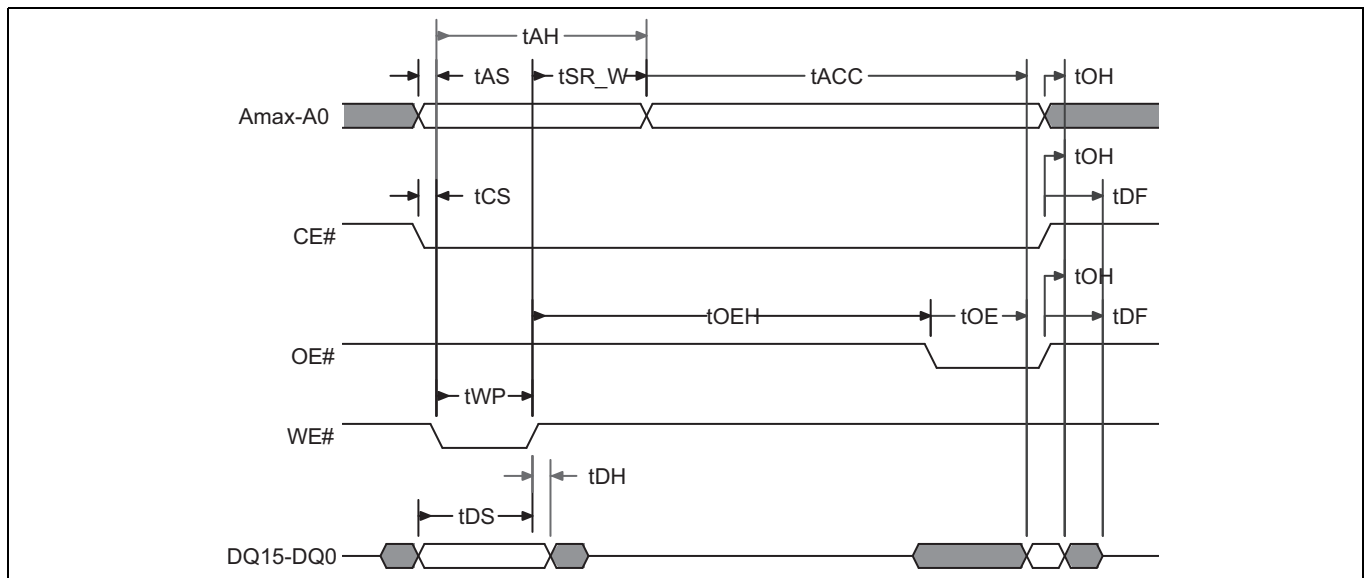 tAH
tAS tSR_W tACC tOH
Amax-A0
tOH
tCS tDF
CE#
tOH
tOEH tOE tDF
OE#
tWP
WE#
tDH
tDS
DQ15-DQ0